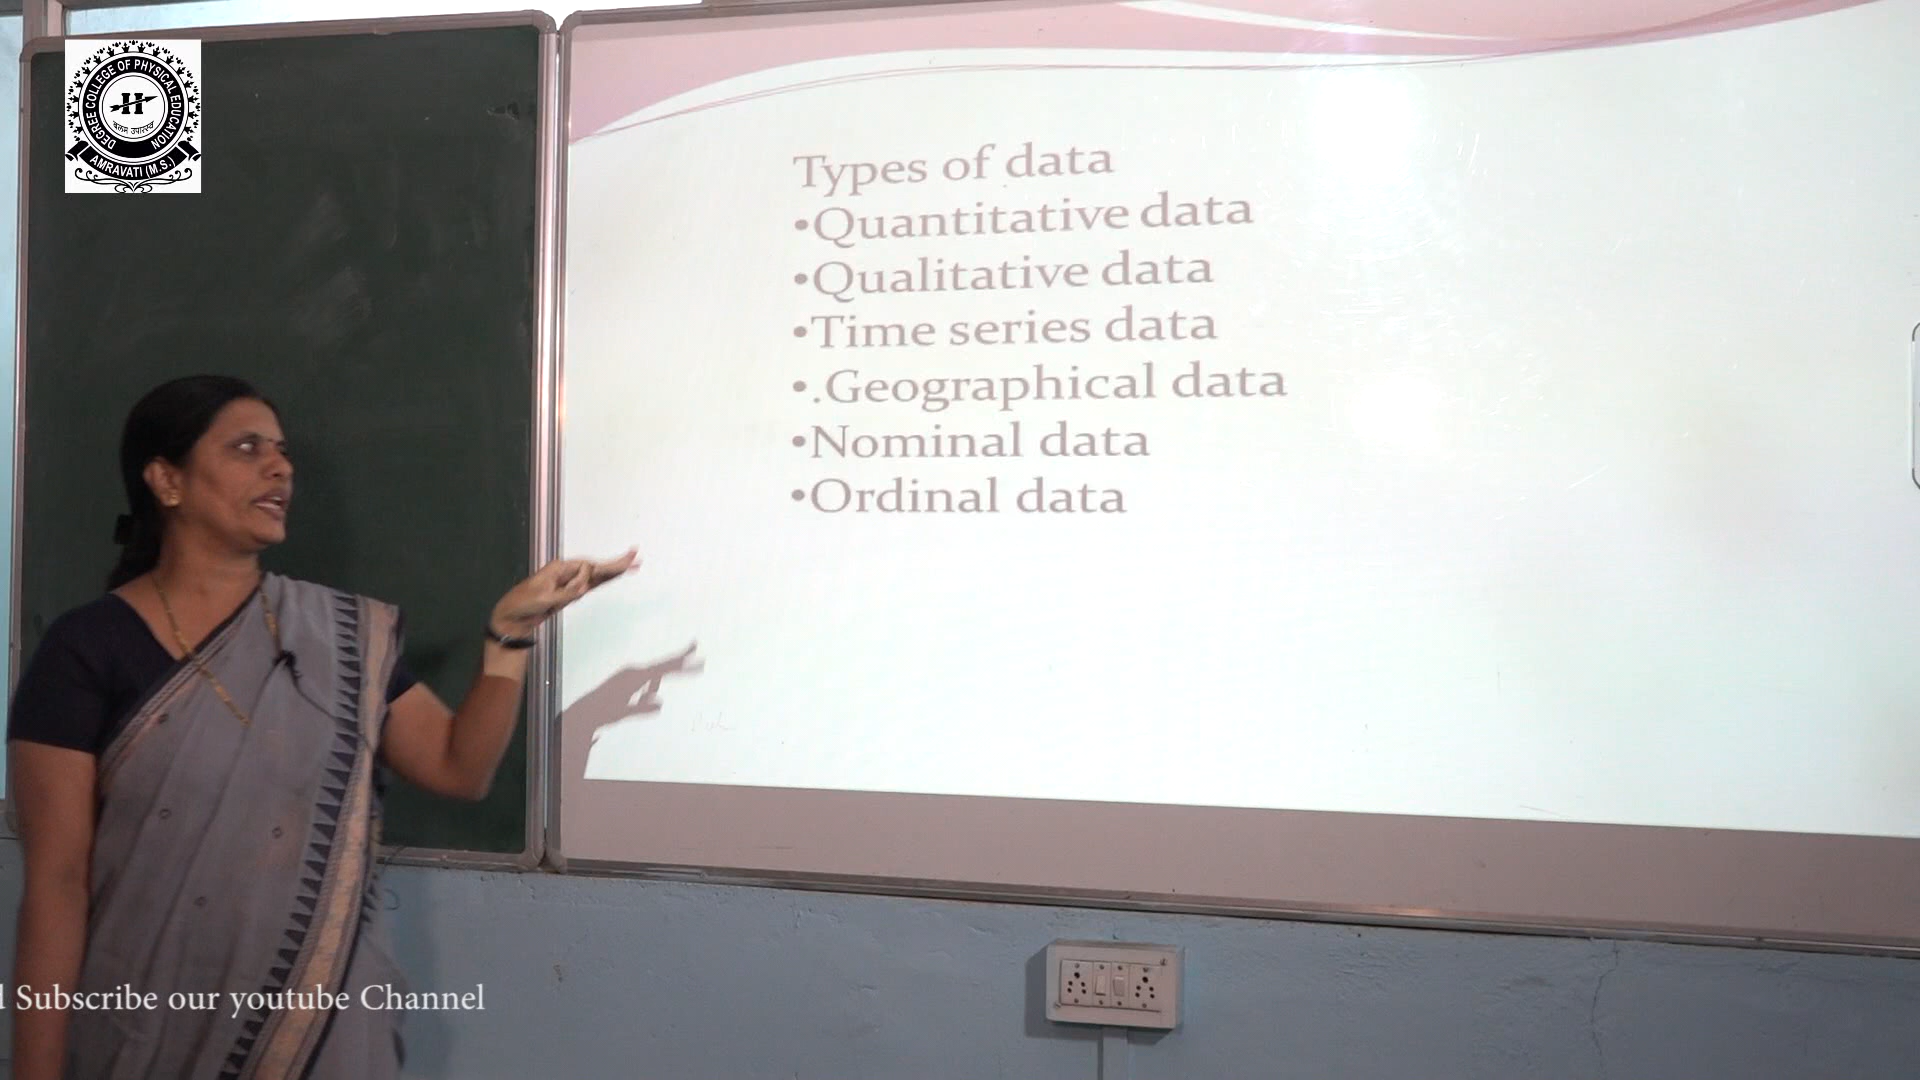 DEGREE COLLEGE OF PHYSICAL EDUCATION
H
AMRAVATI (M.S.)
Types of data
•Quantitative data
•Qualitative data
•Time series data
•.Geographical data
•Nominal data
•Ordinal data
Subscribe our youtube Channel